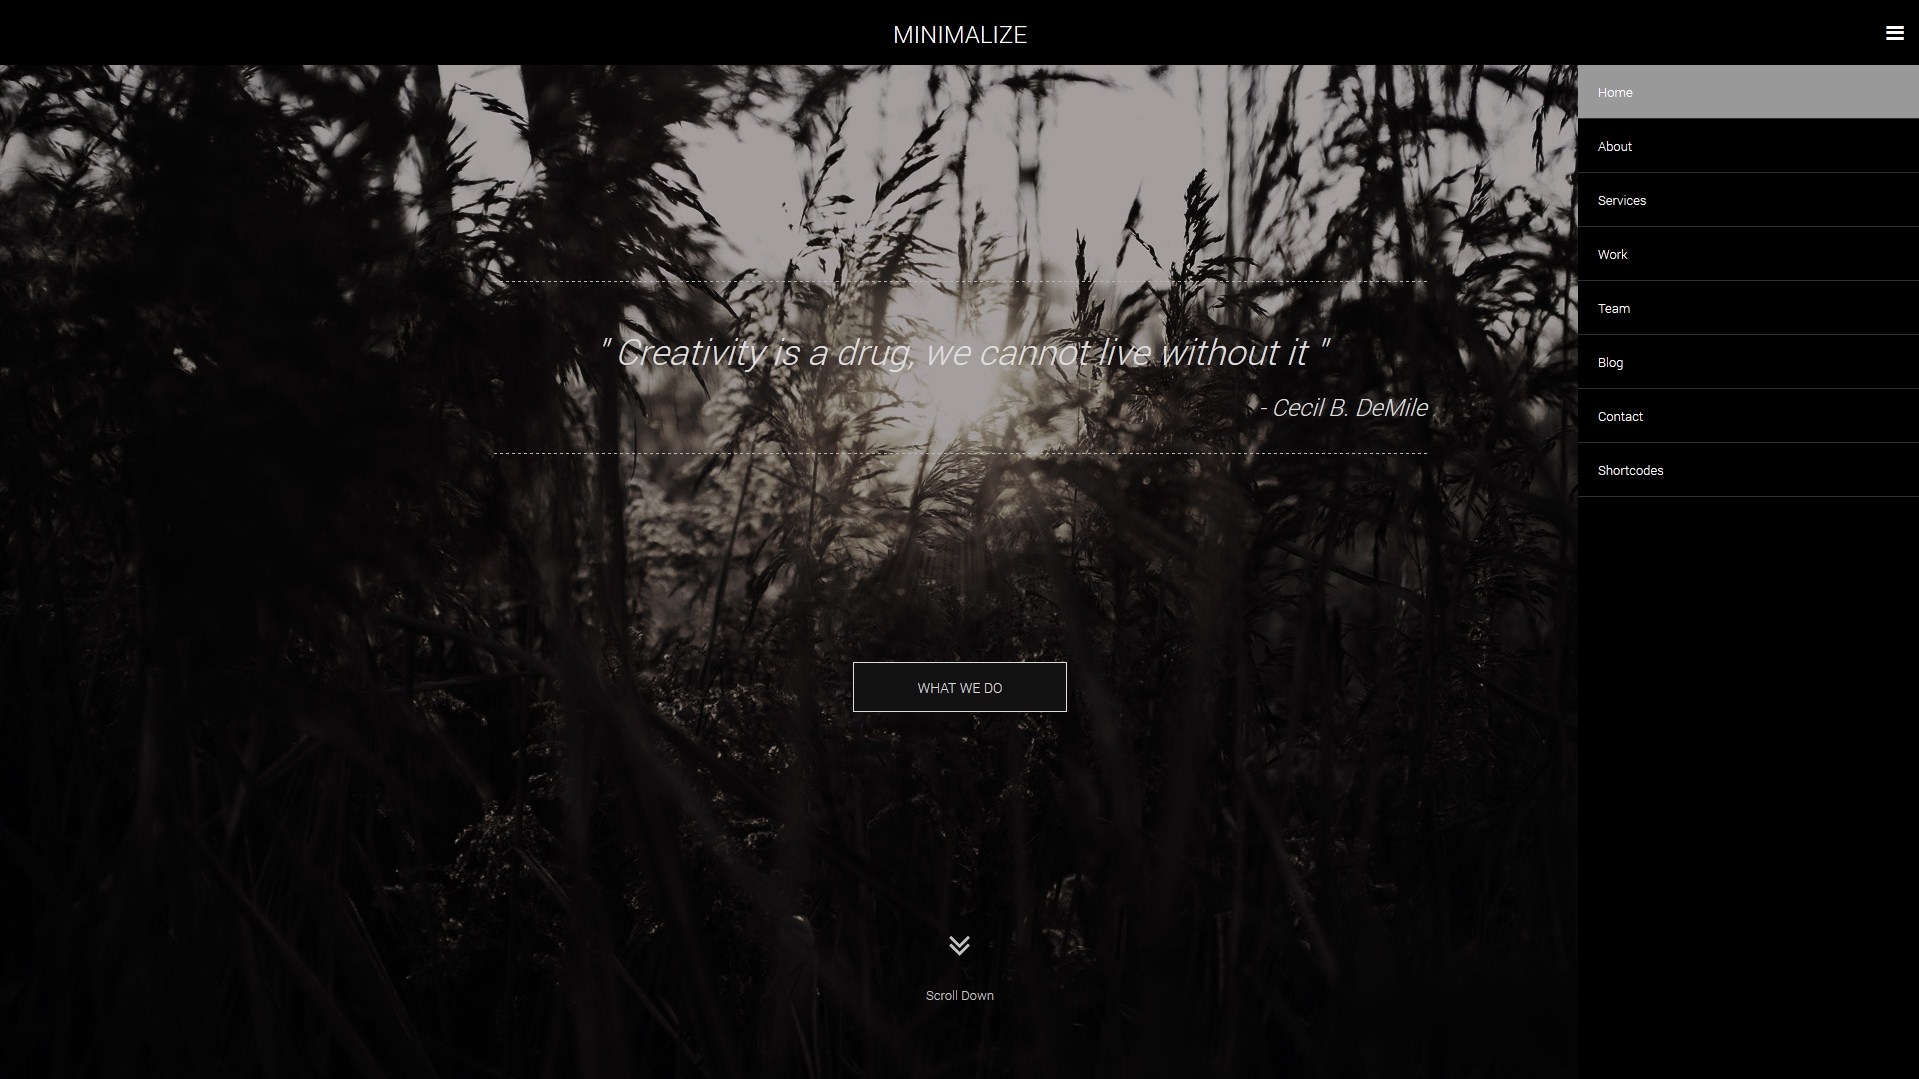 MINIMALIZE
Home
About
Services
Work
Team
Blog
Contact
Shortcodes
" Creativity is a drug, we cannot live without it "
- Cecil B. DeMile
WHAT WE DO
Scroll Down